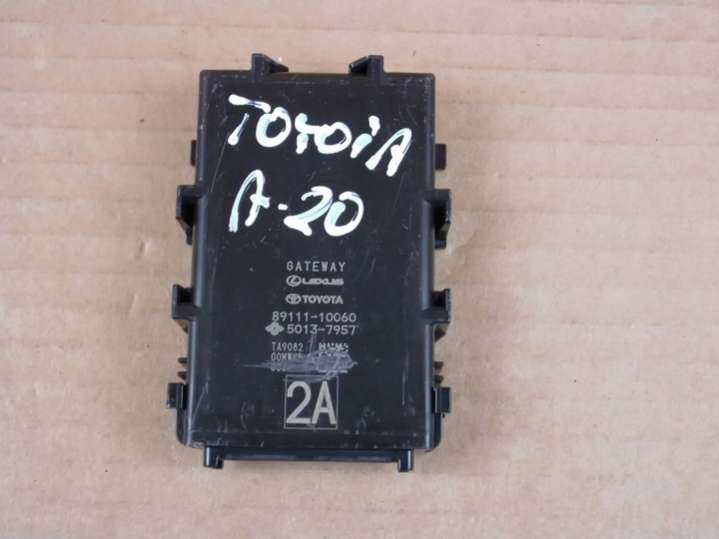 TOYOTA
A-20
GATEWAY
LEXUS
TOYOTA
89111-10060
5013-7957
TA9082
2A